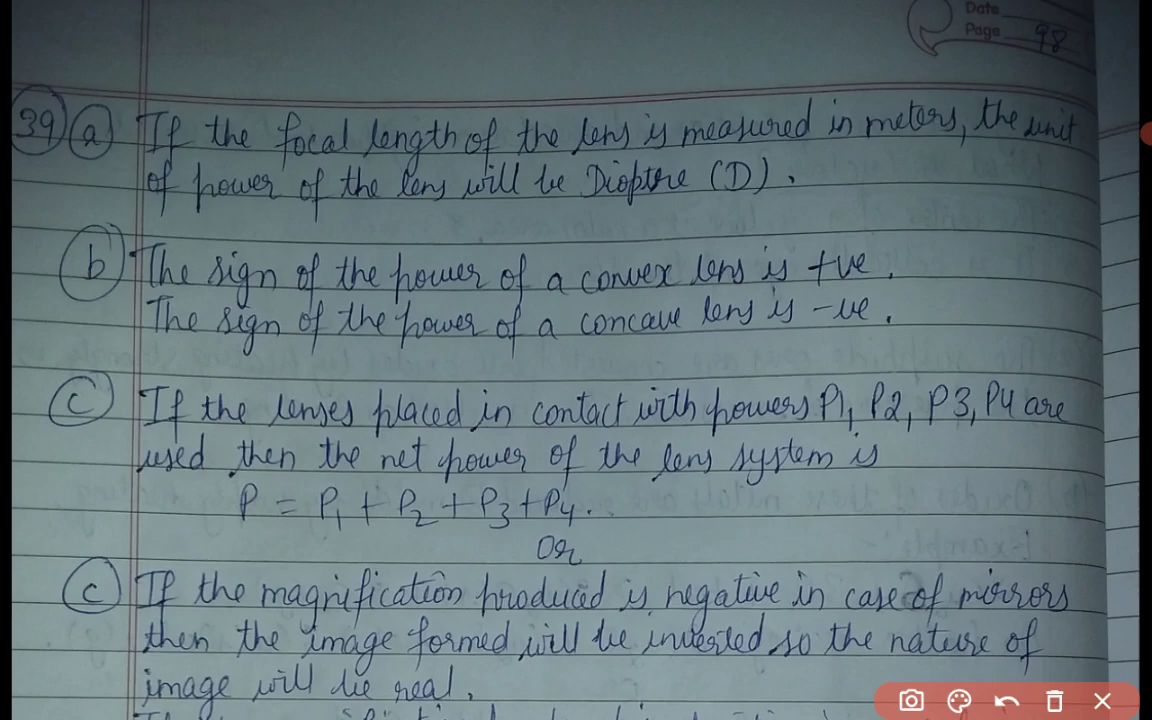 Date
Page 98
39 a If the focal length of the lens is measured in meters, the unit
of power of the lens will be Dioptre (D).
b The sign of the power of a convex lens is +ve.
The sign of the power of a concave lens is -ve.
c If the lenses placed in contact with powers P1, P2, P3, P4 are
used then the net power of the lens system is
P = P1 + P2 + P3 + P4.
Or
c If the magnification produced is negative in case of mirrors
then the image formed will be inverted so the nature of
image will be real.